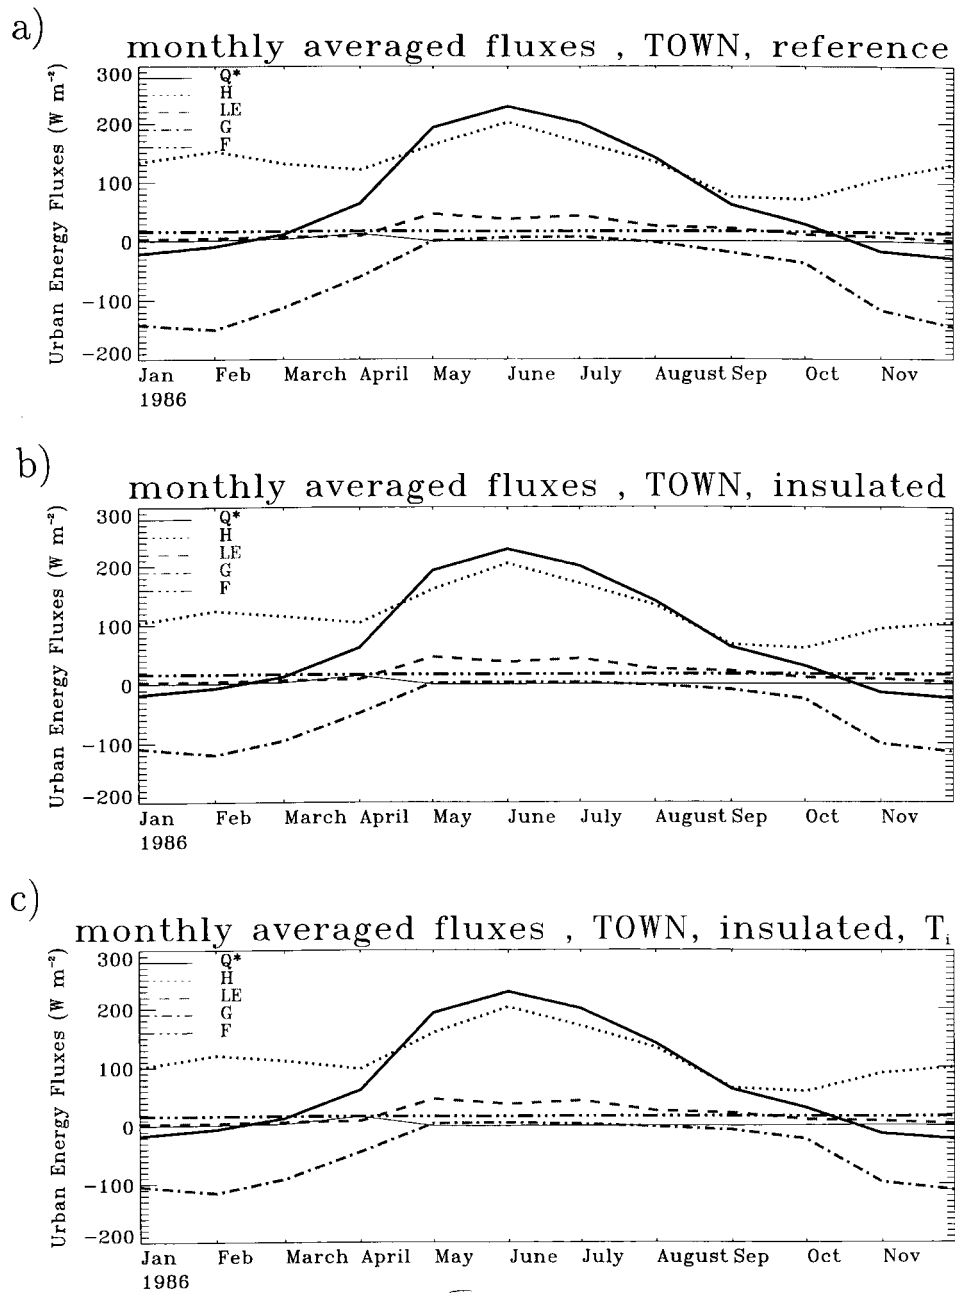 a)
monthly averaged fluxes , TOWN, reference
Urban Energy Fluxes (W m⁻²)
300
200
100
0
-100
-200
Q*
H
LE
G
F
Jan Feb March April May June July August Sep Oct Nov
1986
b)
monthly averaged fluxes , TOWN, insulated
Urban Energy Fluxes (W m⁻²)
300
200
100
0
-100
-200
Q*
H
LE
G
F
Jan Feb March April May June July August Sep Oct Nov
1986
c)
monthly averaged fluxes , TOWN, insulated, Tᵢ
Urban Energy Fluxes (W m⁻²)
300
200
100
0
-100
-200
Q*
H
LE
G
F
Jan Feb March April May June July August Sep Oct Nov
1986